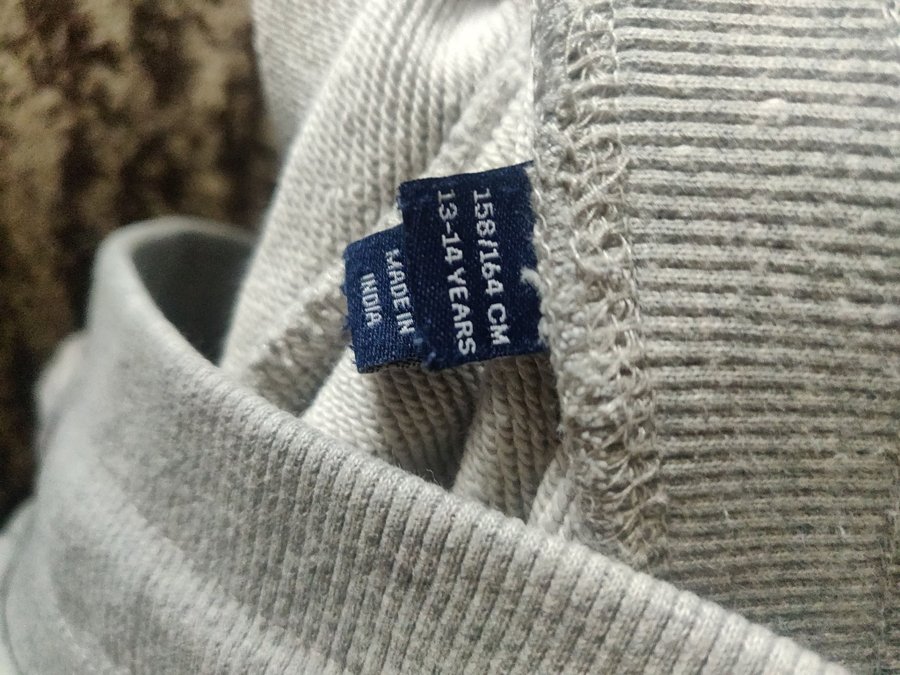 158/164 CM
13-14 YEARS
MADE IN
INDIA